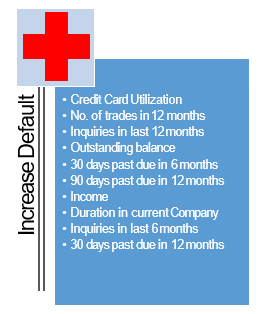 Increase Default
• Credit Card Utilization
• No. of trades in 12 months
• Inquiries in last 12 months
• Outstanding balance
• 30 days past due in 6 months
• 90 days past due in 12 months
• Income
• Duration in current Company
• Inquiries in last 6 months
• 30 days past due in 12 months